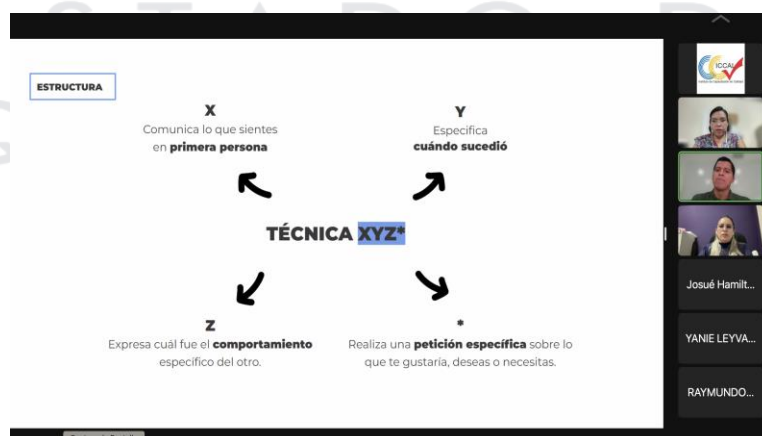 ESTRUCTURA
X
Comunica lo que sientes
en primera persona
Y
Especifica
cuándo sucedió
TÉCNICA XYZ*
Z
Expresa cuál fue el comportamiento
específico del otro.
*
Realiza una petición específica sobre lo
que te gustaría, deseas o necesitas.
ICCAL
Josué Hamilt...
YANIE LEYVA...
RAYMUNDO...